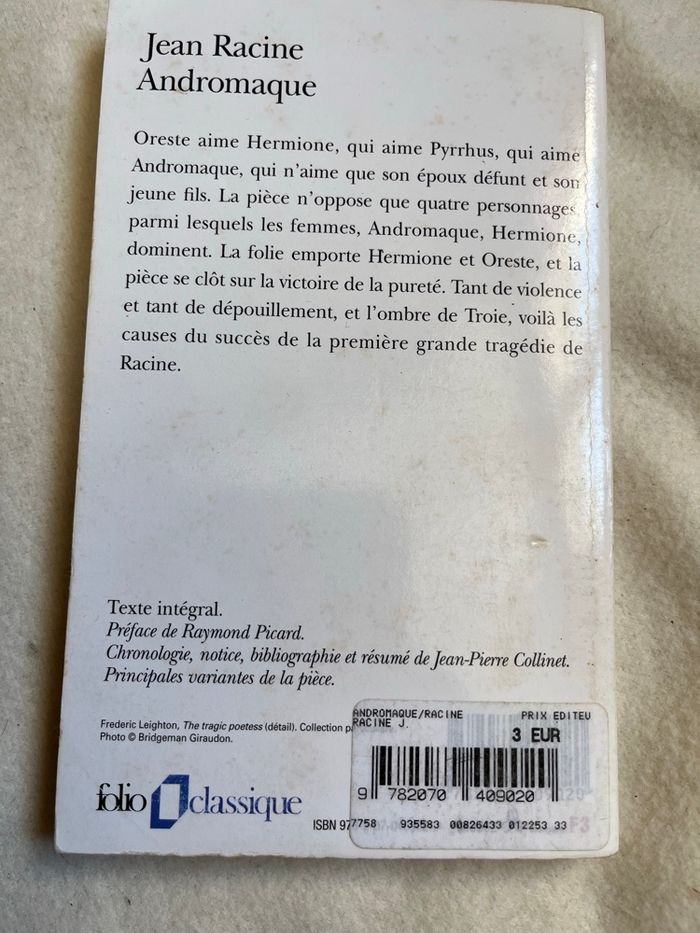 Jean Racine
Andromaque
Oreste aime Hermione, qui aime Pyrrhus, qui aime
Andromaque, qui n'aime que son époux défunt et son
jeune fils. La pièce n'oppose que quatre personnages,
parmi lesquels les femmes, Andromaque, Hermione,
dominent. La folie emporte Hermione et Oreste, et la
pièce se clôt sur la victoire de la pureté. Tant de violence
et tant de dépouillement, et l'ombre de Troie, voilà les
causes du succès de la première grande tragédie de
Racine.
Texte intégral.
Préface de Raymond Picard.
Chronologie, notice, bibliographie et résumé de Jean-Pierre Collinet.
Principales variantes de la pièce.
Frederic Leighton, The tragic poetess (détail). Collection
Photo © Bridgeman Giraudon.
ANDROMAQUE/RACINE PRIX EDITEU
RACINE J.
3 EUR
9 782070 409020
folio classique
ISBN 97
7758 935583 00826433 012253 33